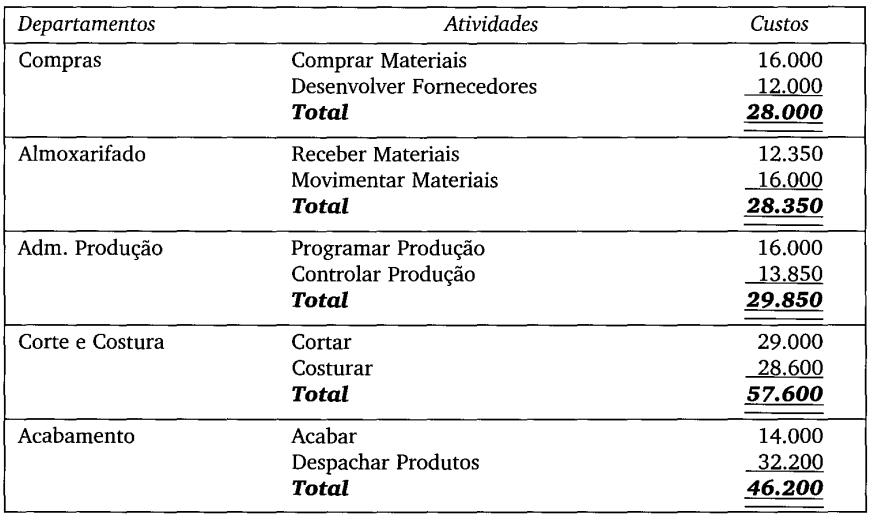 Departamentos Atividades Custos
Compras Comprar Materiais 16.000
Desenvolver Fornecedores 12.000
Total 28.000
Almoxarifado Receber Materiais 12.350
Movimentar Materiais 16.000
Total 28.350
Adm. Produção Programar Produção 16.000
Controlar Produção 13.850
Total 29.850
Corte e Costura Cortar 29.000
Costurar 28.600
Total 57.600
Acabamento Acabar 14.000
Despachar Produtos 32.200
Total 46.200